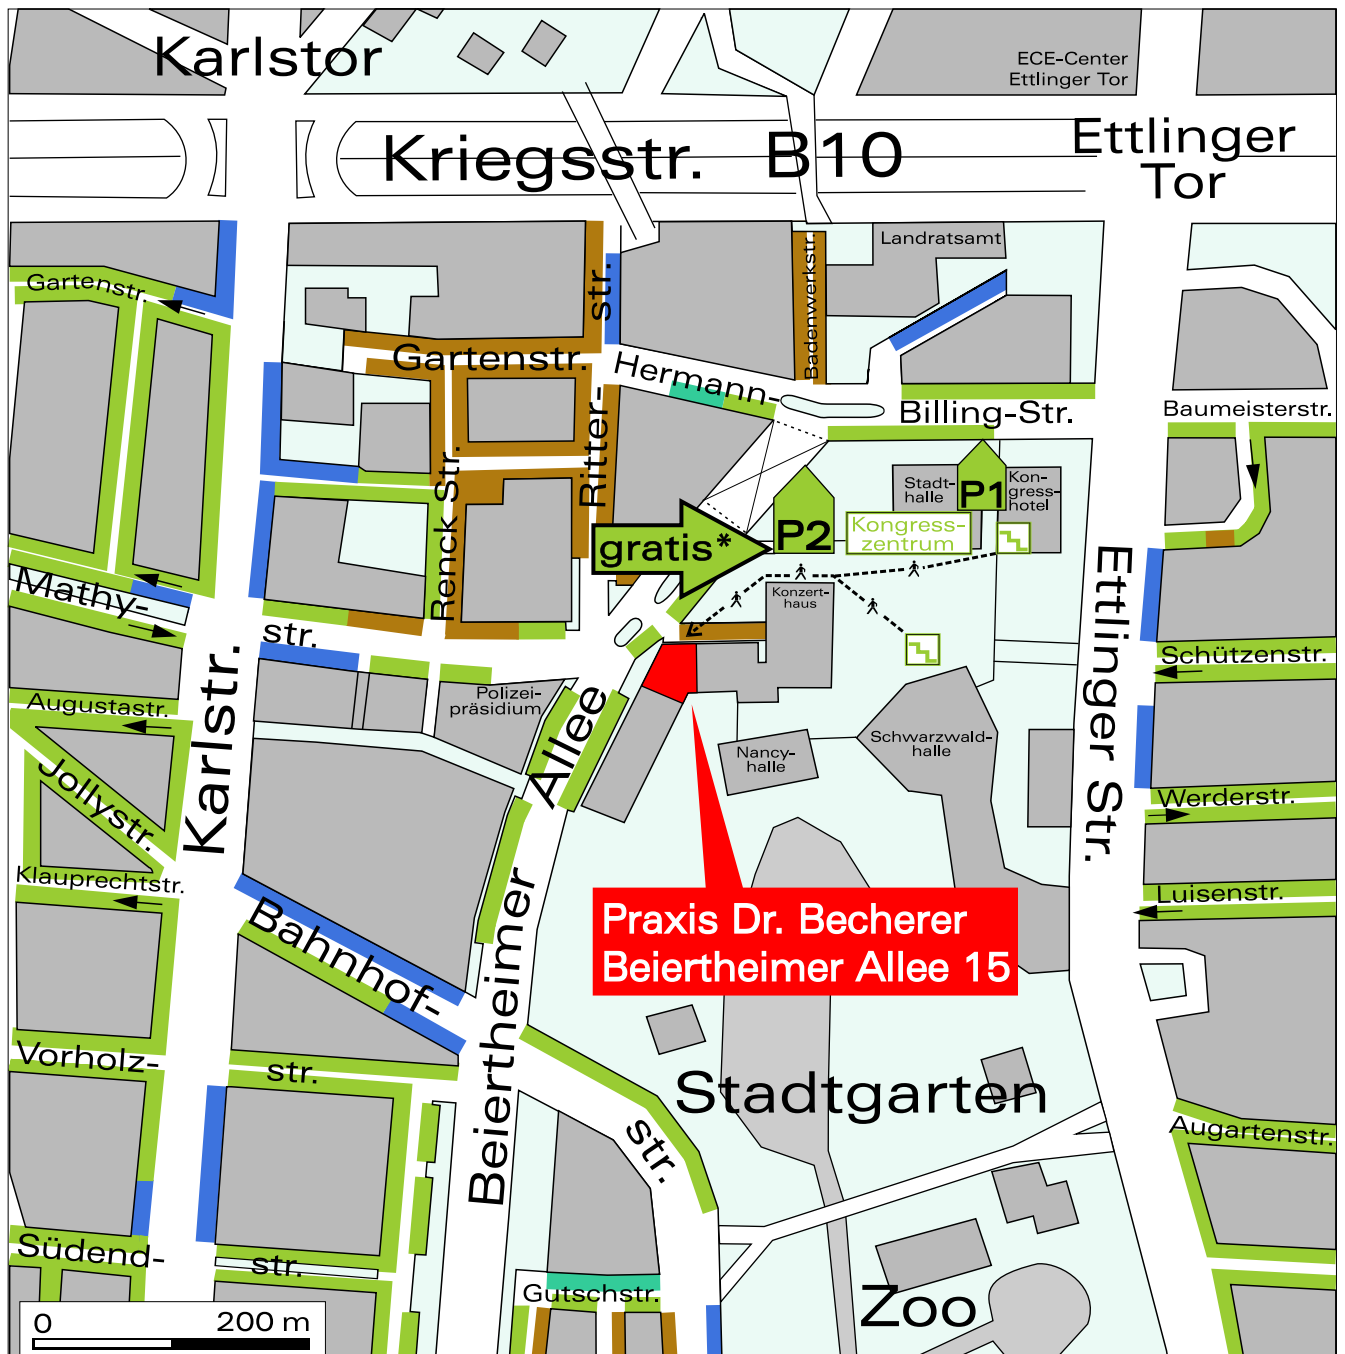 Karlstor
ECE-Center
Ettlinger Tor
Kriegsstr. B10
Ettlinger
Tor
Landratsamt
Gartenstr.
str.
Badenwerkstr.
Gartenstr.
Hermann-
Billing-Str.
Baumeisterstr.
Ritter-
Renck Str.
Stadt-
halle
P1
Kon-
gress-
hotel
P2
Kongress-
zentrum
gratis*
Konzert-
haus
Mathy-
str.
Karlstr.
Ettlinger Str.
Schützenstr.
Augustastr.
Polizei-
präsidium
Allee
Nancy-
halle
Schwarzwald-
halle
Jollystr.
Werderstr.
Klauprechtstr.
Luisenstr.
Praxis Dr. Becherer
Beiertheimer Allee 15
Bahnhof-
Beiertheimer
Vorholz-
str.
Stadtgarten
str.
Augartenstr.
Südend-
str.
Gutschstr.
Zoo
0 200 m